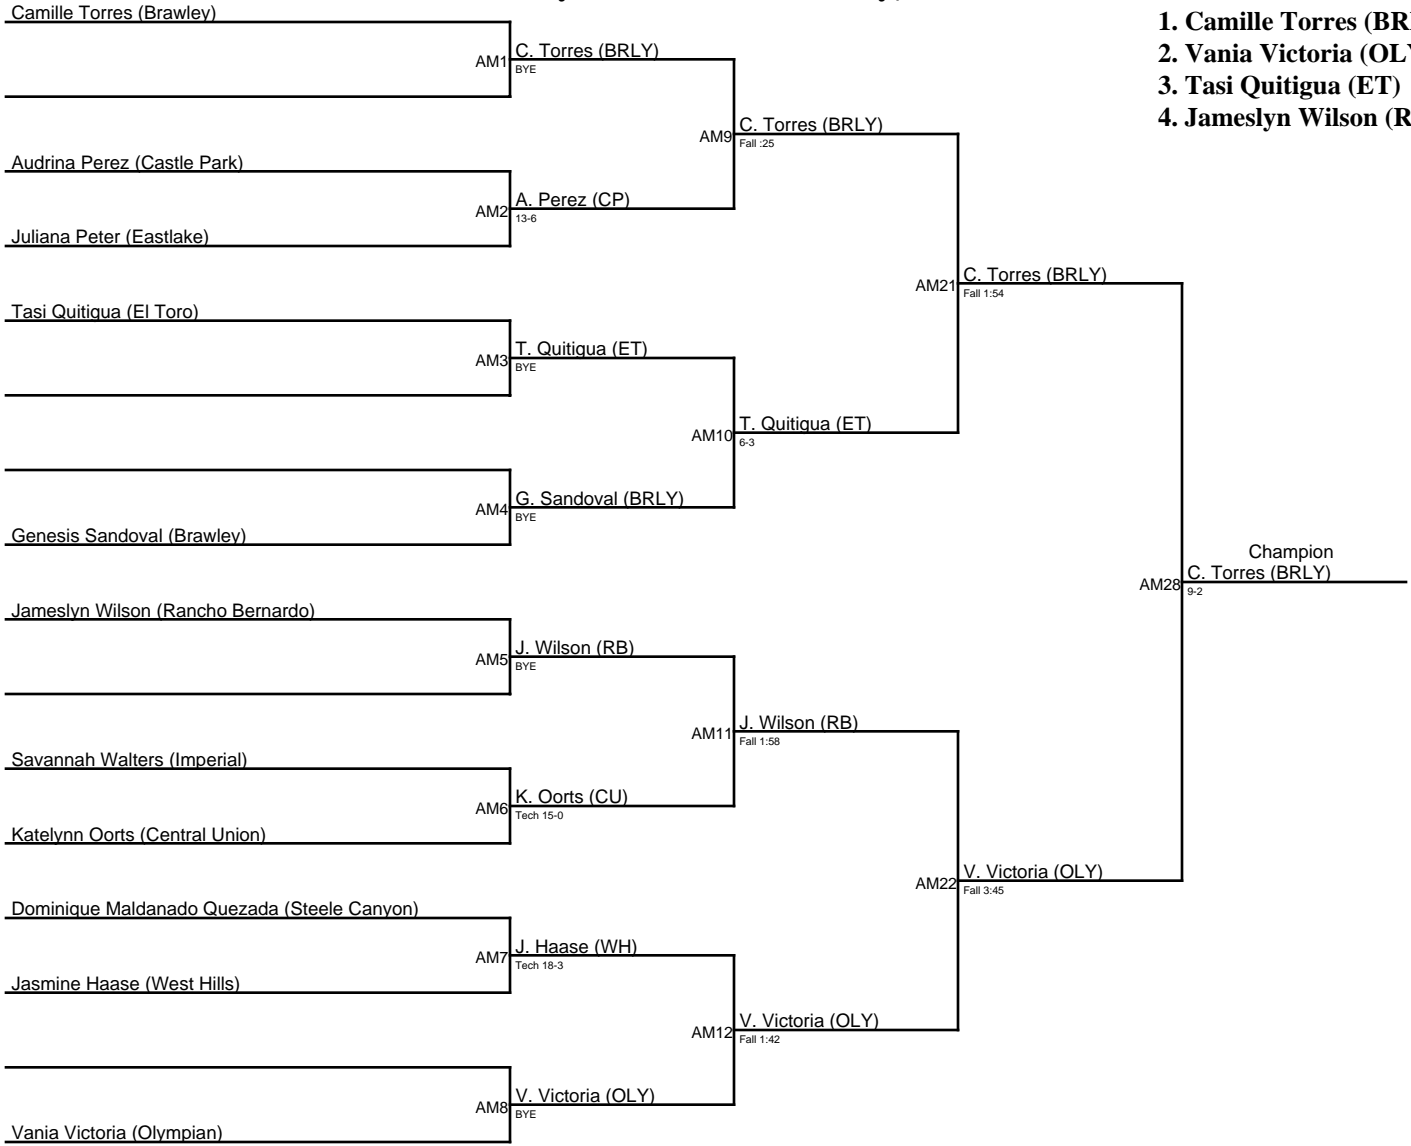 Camille Torres (Brawley)
1. Camille Torres (BR
2. Vania Victoria (OL
3. Tasi Quitigua (ET)
4. Jameslyn Wilson (R
AM1
C. Torres (BRLY)
BYE
AM9
C. Torres (BRLY)
Fall :25
Audrina Perez (Castle Park)
AM2
A. Perez (CP)
13-6
Juliana Peter (Eastlake)
AM21
C. Torres (BRLY)
Fall 1:54
Tasi Quitigua (El Toro)
AM3
T. Quitigua (ET)
BYE
AM10
T. Quitigua (ET)
6-3
AM4
G. Sandoval (BRLY)
BYE
Genesis Sandoval (Brawley)
Champion
AM28
C. Torres (BRLY)
9-2
Jameslyn Wilson (Rancho Bernardo)
AM5
J. Wilson (RB)
BYE
AM11
J. Wilson (RB)
Fall 1:58
Savannah Walters (Imperial)
AM6
K. Oorts (CU)
Tech 15-0
Katelynn Oorts (Central Union)
AM22
V. Victoria (OLY)
Fall 3:45
Dominique Maldanado Quezada (Steele Canyon)
AM7
J. Haase (WH)
Tech 18-3
Jasmine Haase (West Hills)
AM12
V. Victoria (OLY)
Fall 1:42
AM8
V. Victoria (OLY)
BYE
Vania Victoria (Olympian)